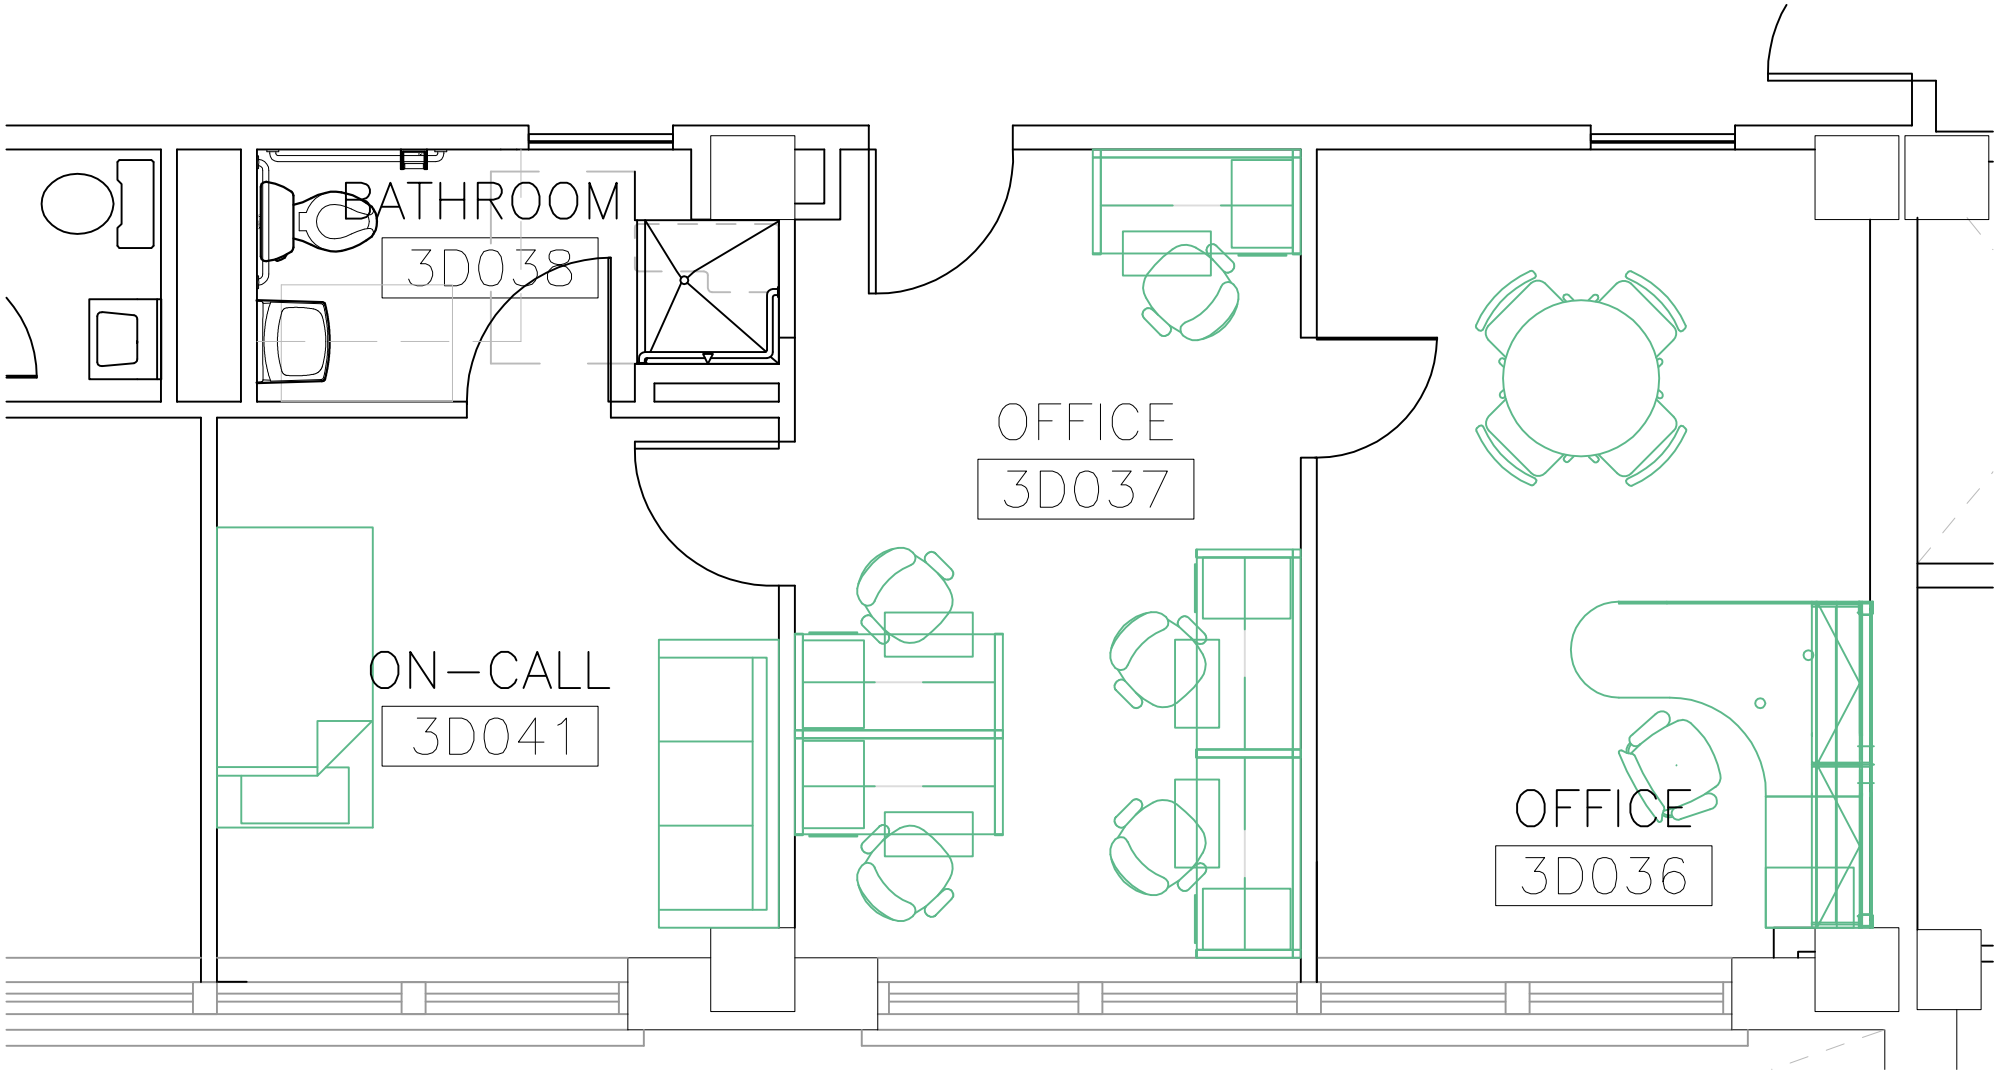 BATHROOM
3D038
OFFICE
3D037
ON-CALL
3D041
OFFICE
3D036